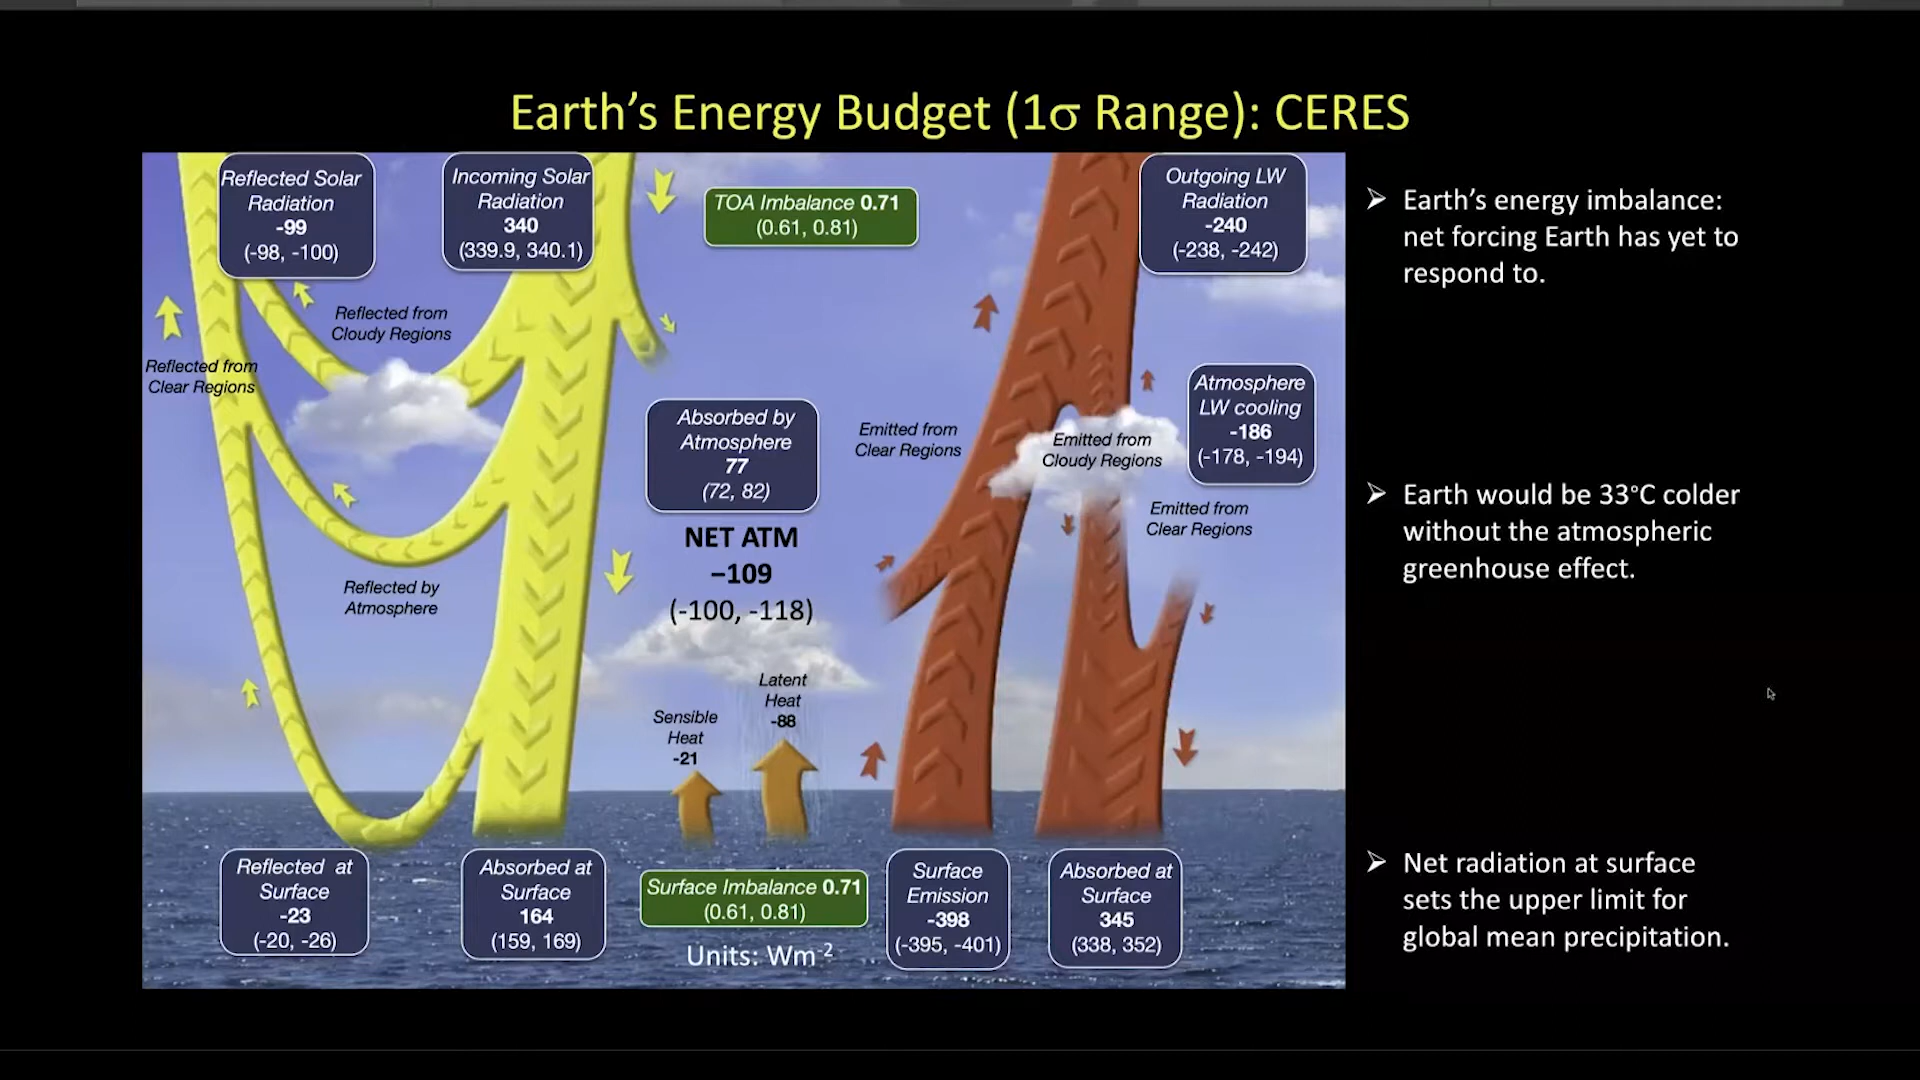 Earth’s Energy Budget (1σ Range): CERES
Reflected Solar
Radiation
-99
(-98, -100)
Incoming Solar
Radiation
340
(339.9, 340.1)
TOA Imbalance 0.71
(0.61, 0.81)
Outgoing LW
Radiation
-240
(-238, -242)
Reflected from
Cloudy Regions
Reflected from
Clear Regions
Absorbed by
Atmosphere
77
(72, 82)
NET ATM
–109
(-100, -118)
Emitted from
Clear Regions
Emitted from
Cloudy Regions
Atmosphere
LW cooling
-186
(-178, -194)
Emitted from
Clear Regions
Reflected by
Atmosphere
Sensible
Heat
-21
Latent
Heat
-88
Reflected at
Surface
-23
(-20, -26)
Absorbed at
Surface
164
(159, 169)
Surface Imbalance 0.71
(0.61, 0.81)
Units: Wm-2
Surface
Emission
-398
(-395, -401)
Absorbed at
Surface
345
(338, 352)
➢ Earth’s energy imbalance:
net forcing Earth has yet to
respond to.
➢ Earth would be 33°C colder
without the atmospheric
greenhouse effect.
➢ Net radiation at surface
sets the upper limit for
global mean precipitation.